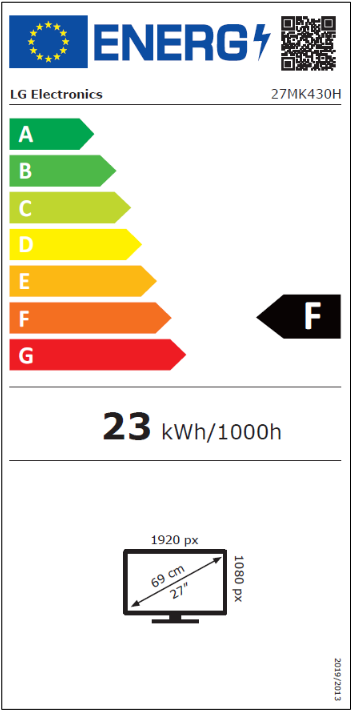 ENERG
LG Electronics
27MK430H
A
B
C
D
E
F
G
F
23 kWh/1000h
1920 px
1080 px
69 cm
27"
2019/2013